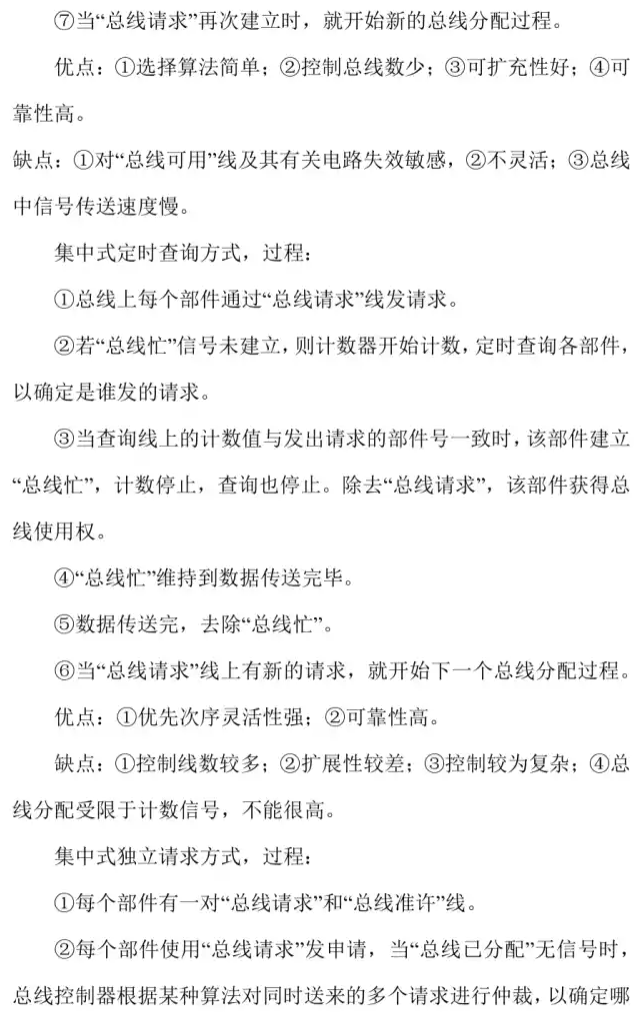 ⑦当“总线请求”再次建立时，就开始新的总线分配过程。
优点：①选择算法简单；②控制总线数少；③可扩充性好；④可
靠性高。
缺点：①对“总线可用”线及其有关电路失效敏感，②不灵活；③总线
中信号传送速度慢。
集中式定时查询方式，过程：
①总线上每个部件通过“总线请求”线发请求。
②若“总线忙”信号未建立，则计数器开始计数，定时查询各部件，
以确定是谁发的请求。
③当查询线上的计数值与发出请求的部件号一致时，该部件建立
“总线忙”，计数停止，查询也停止。除去“总线请求”，该部件获得总
线使用权。
④“总线忙”维持到数据传送完毕。
⑤数据传送完，去除“总线忙”。
⑥当“总线请求”线上有新的请求，就开始下一个总线分配过程。
优点：①优先次序灵活性强；②可靠性高。
缺点：①控制线数较多；②扩展性较差；③控制较为复杂；④总
线分配受限于计数信号，不能很高。
集中式独立请求方式，过程：
①每个部件有一对“总线请求”和“总线准许”线。
②每个部件使用“总线请求”发申请，当“总线已分配”无信号时，
总线控制器根据某种算法对同时送来的多个请求进行仲裁，以确定哪